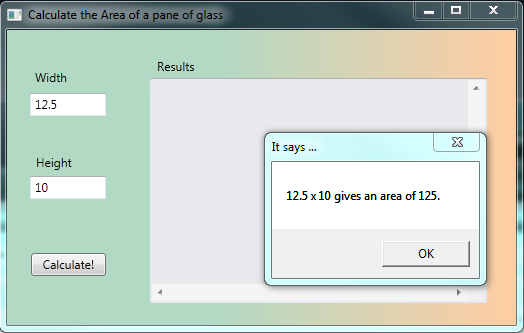 Calculate the Area of a pane of glass
Width
12.5
Height
10
Calculate!
Results
It says ...
12.5 x 10 gives an area of 125.
OK